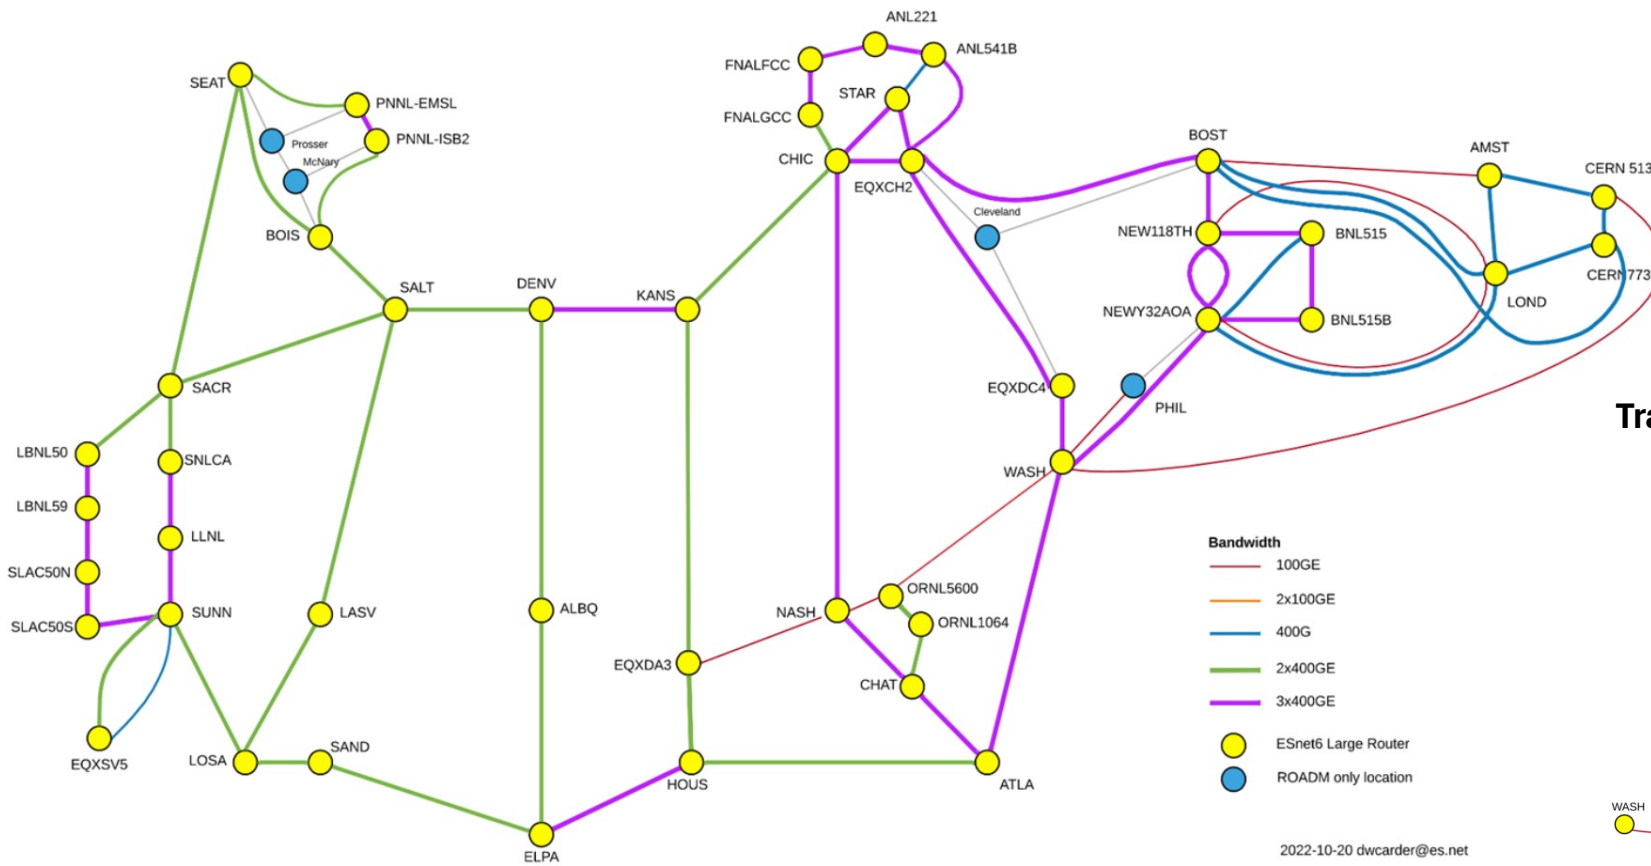 ANL221
ANL541B
FNALFCC
SEAT
STAR
PNNL-EMSL
FNALGCC
PNNL-ISB2
Prosser
McNary
CHIC
EQXCH2
BOST
AMST
CERN 513
Cleveland
BOIS
NEW118TH
BNL515
CERN773
SALT
DENV
KANS
LOND
NEWY32AOA
BNL515B
SACR
EQXDC4
PHIL
Tra
LBNL50
SNLCA
WASH
LBNL59
LLNL
SLAC50N
SLAC50S
SUNN
LASV
ALBQ
NASH
ORNL5600
ORNL1064
EQXDA3
CHAT
EQXSV5
LOSA
SAND
HOUS
ATLA
ELPA
Bandwidth
100GE
2x100GE
400G
2x400GE
3x400GE
ESnet6 Large Router
ROADM only location
WASH
2022-10-20 dwcarder@es.net